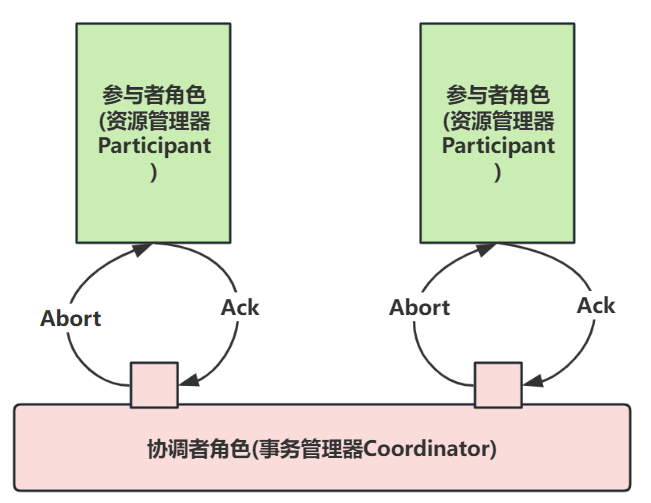 参与者角色
(资源管理器
Participant
)
参与者角色
(资源管理器
Participant
)
Abort
Ack
Abort
Ack
协调者角色(事务管理器Coordinator)